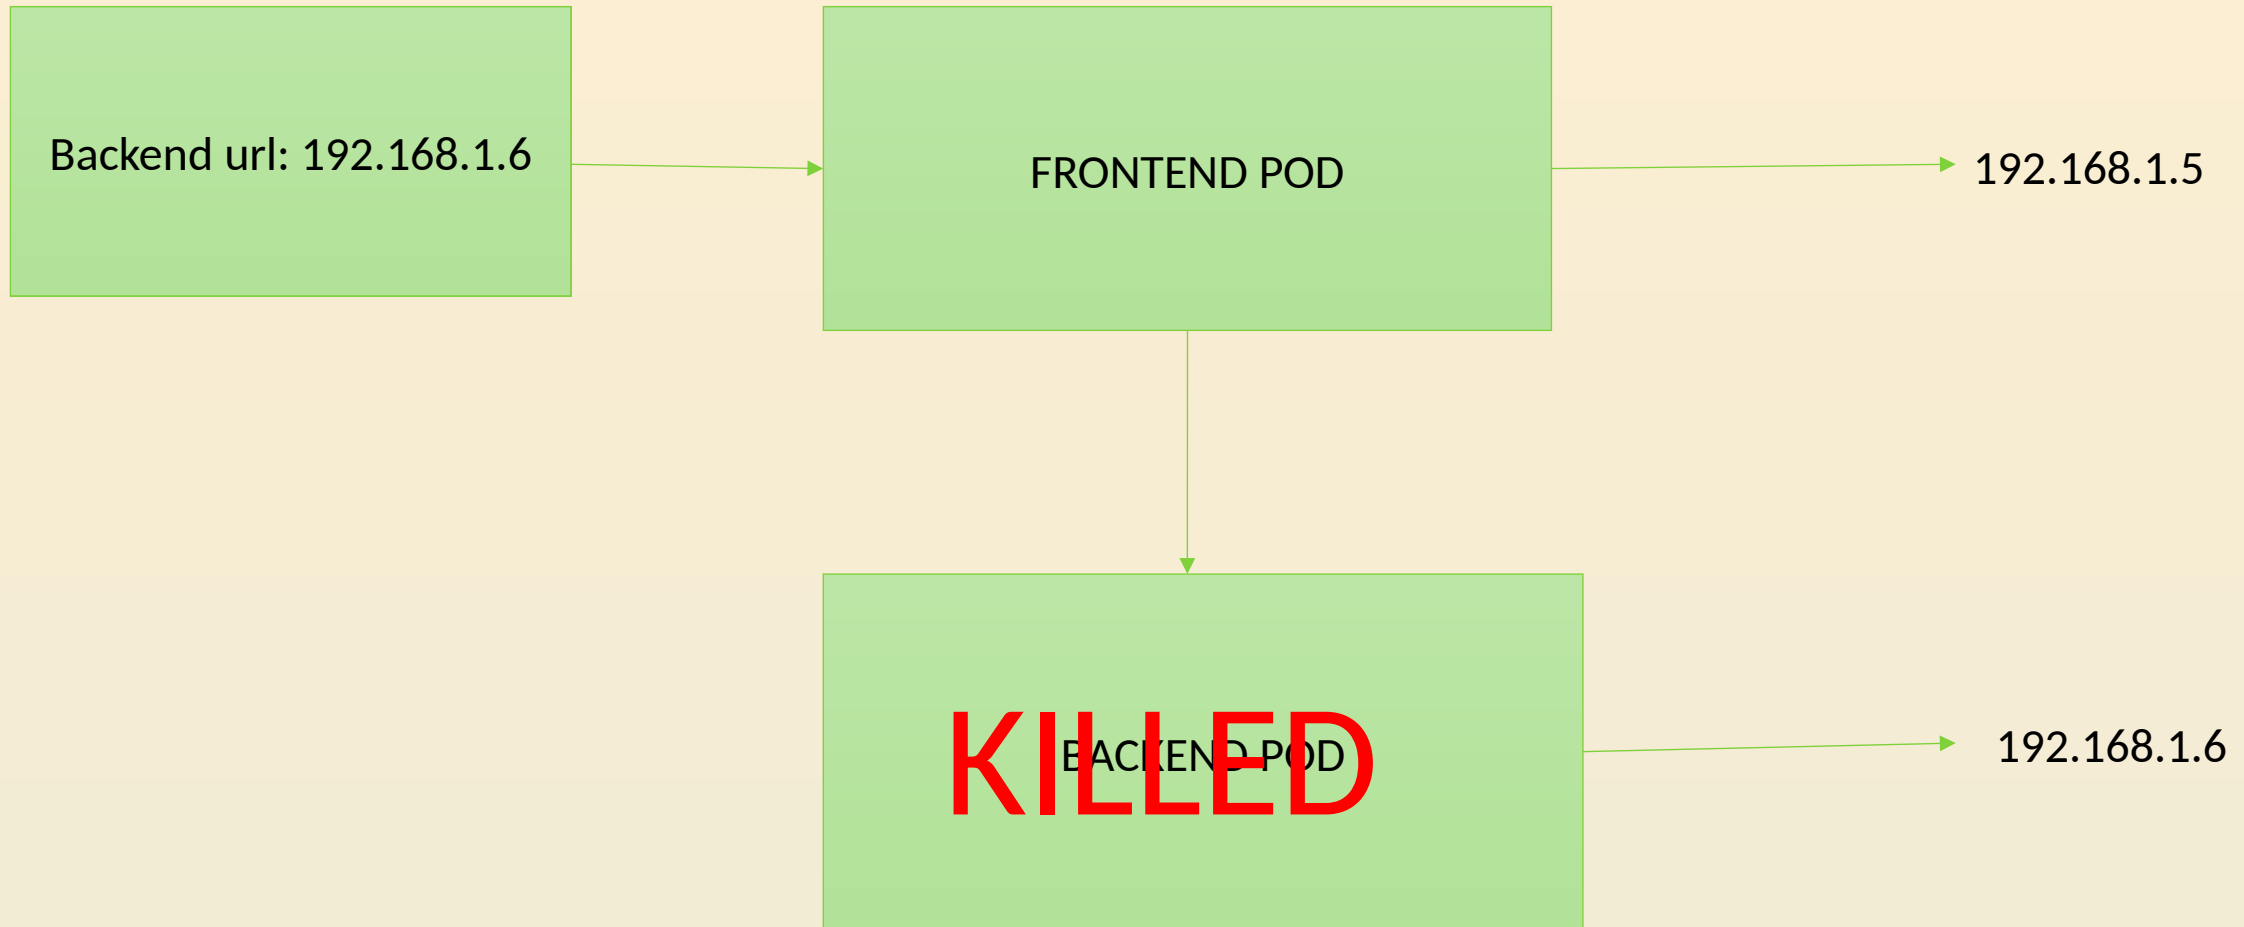 Backend url: 192.168.1.6
FRONTEND POD
192.168.1.5
BACKEND POD
KILLED
192.168.1.6